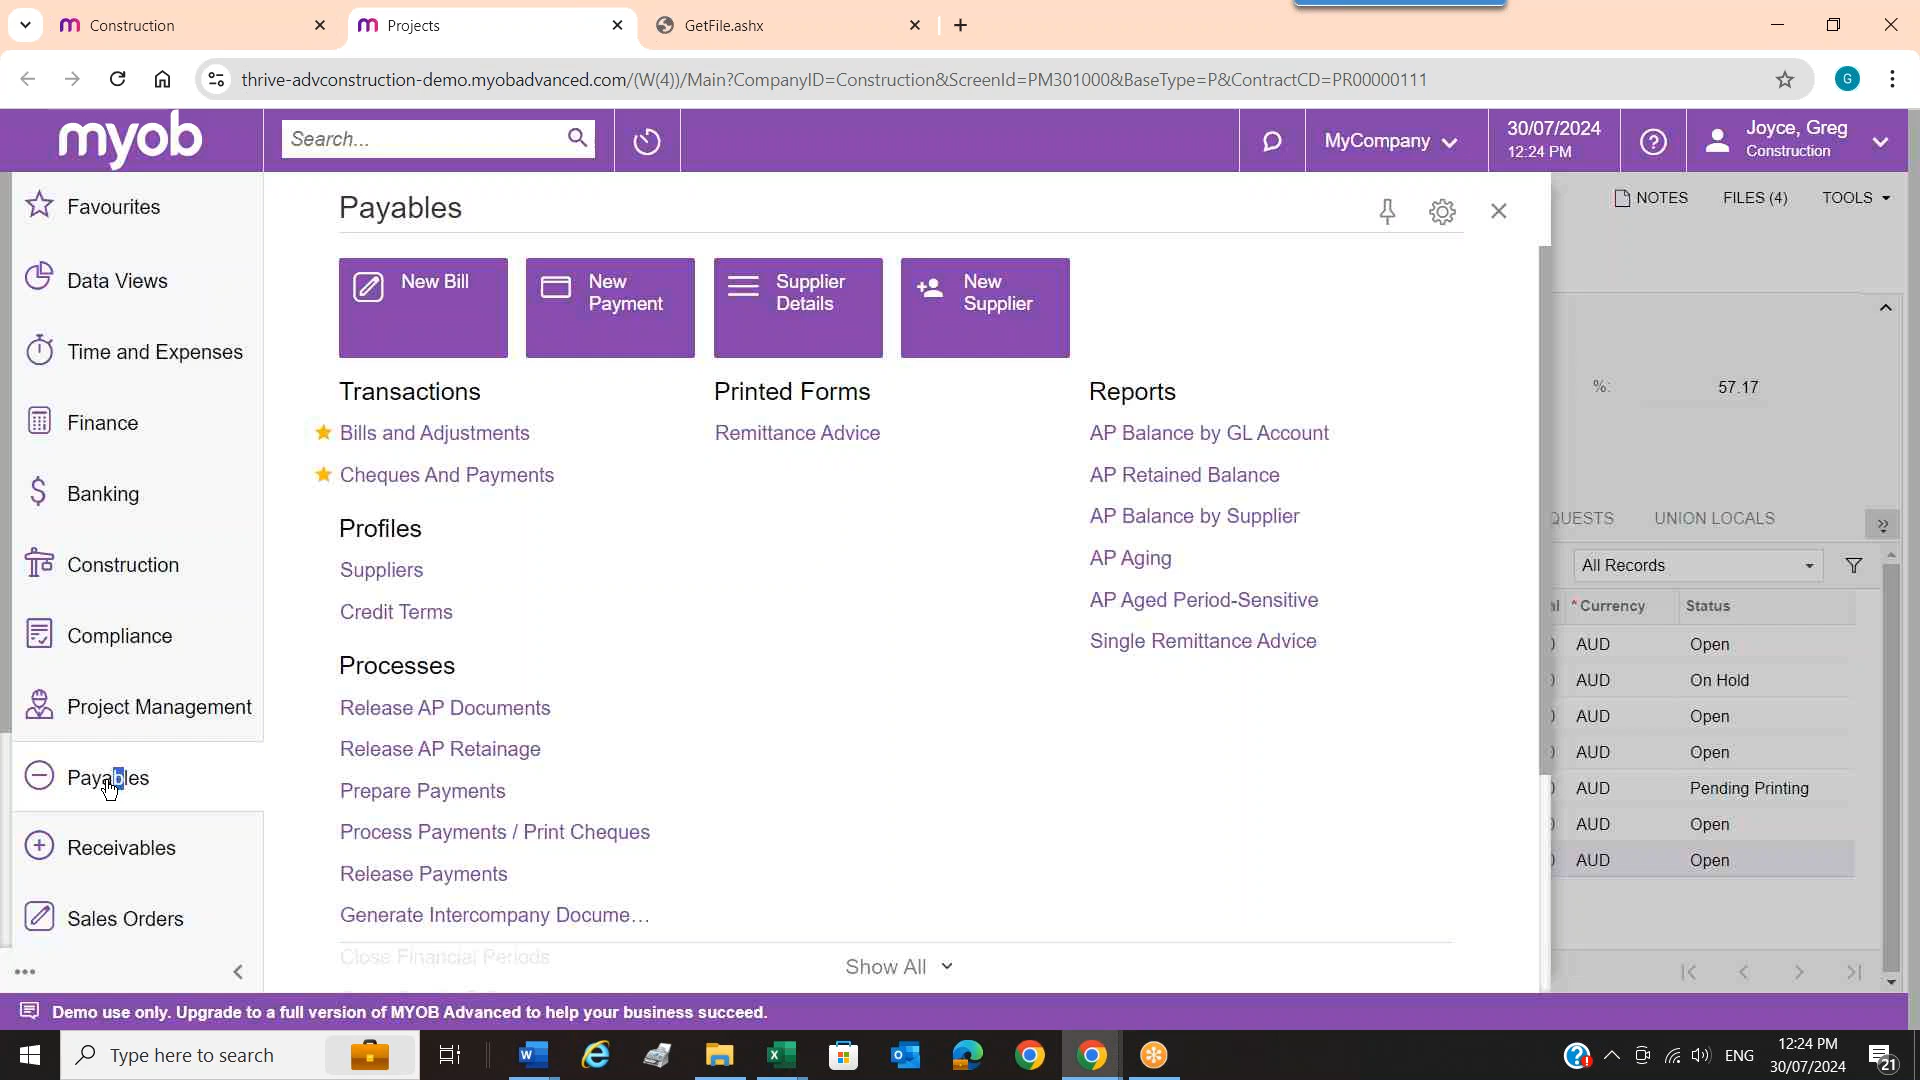 Construction
Projects
GetFile.ashx
thrive-advconstruction-demo.myobadvanced.com/(W(4))/Main?CompanyID=Construction&ScreenId=PM301000&BaseType=P&ContractCD=PR00000111
G
myob
Search...
MyCompany
30/07/2024
12:24 PM
Joyce, Greg
Construction
Favourites
Data Views
Time and Expenses
Finance
Banking
Construction
Compliance
Project Management
Payables
Receivables
Sales Orders
Payables
New Bill
New Payment
Supplier Details
New Supplier
Transactions
Bills and Adjustments
Cheques And Payments
Profiles
Suppliers
Credit Terms
Processes
Release AP Documents
Release AP Retainage
Prepare Payments
Process Payments / Print Cheques
Release Payments
Generate Intercompany Docume...
Close Financial Periods
Printed Forms
Remittance Advice
Reports
AP Balance by GL Account
AP Retained Balance
AP Balance by Supplier
AP Aging
AP Aged Period-Sensitive
Single Remittance Advice
Show All
NOTES
FILES (4)
TOOLS
%:
57.17
QUESTS
UNION LOCALS
All Records
* Currency
Status
AUD Open
AUD On Hold
AUD Open
AUD Open
AUD Pending Printing
AUD Open
AUD Open
Demo use only. Upgrade to a full version of MYOB Advanced to help your business succeed.
Type here to search
ENG
12:24 PM
30/07/2024
21